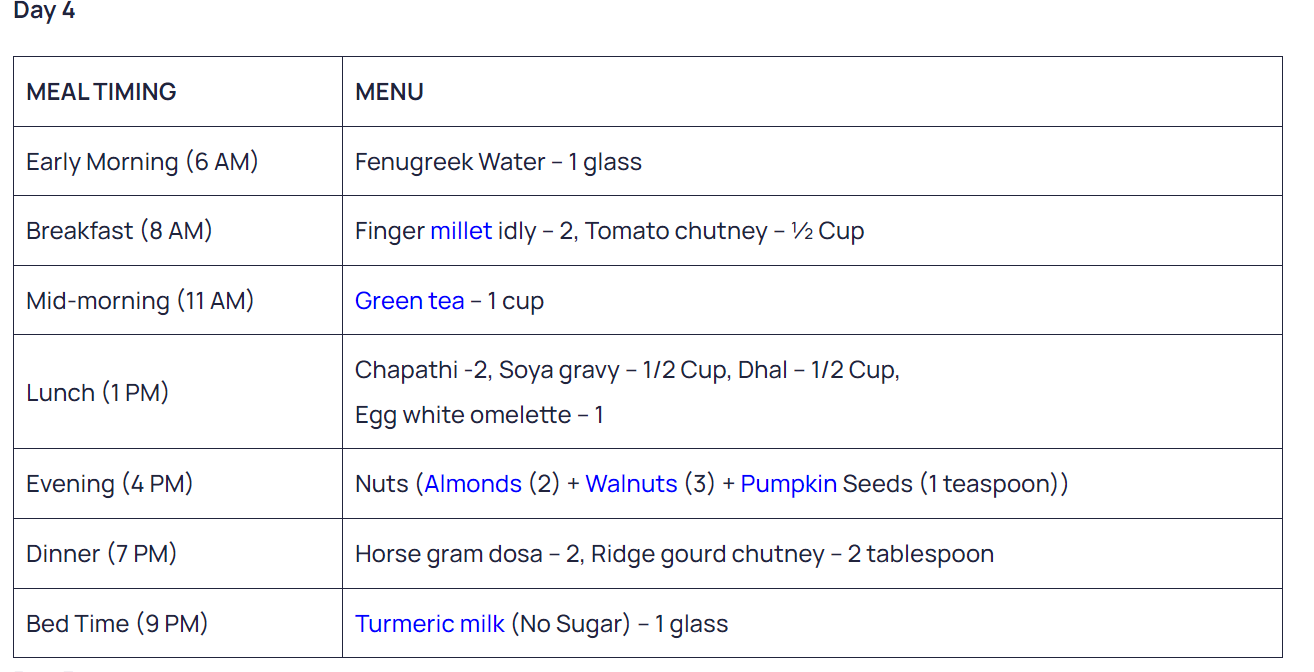 Day 4
MEAL TIMING MENU
Early Morning (6 AM) Fenugreek Water – 1 glass
Breakfast (8 AM) Finger millet idly – 2, Tomato chutney – ½ Cup
Mid-morning (11 AM) Green tea – 1 cup
Lunch (1 PM) Chapathi -2, Soya gravy – 1/2 Cup, Dhal – 1/2 Cup,
Egg white omelette – 1
Evening (4 PM) Nuts (Almonds (2) + Walnuts (3) + Pumpkin Seeds (1 teaspoon))
Dinner (7 PM) Horse gram dosa – 2, Ridge gourd chutney – 2 tablespoon
Bed Time (9 PM) Turmeric milk (No Sugar) – 1 glass